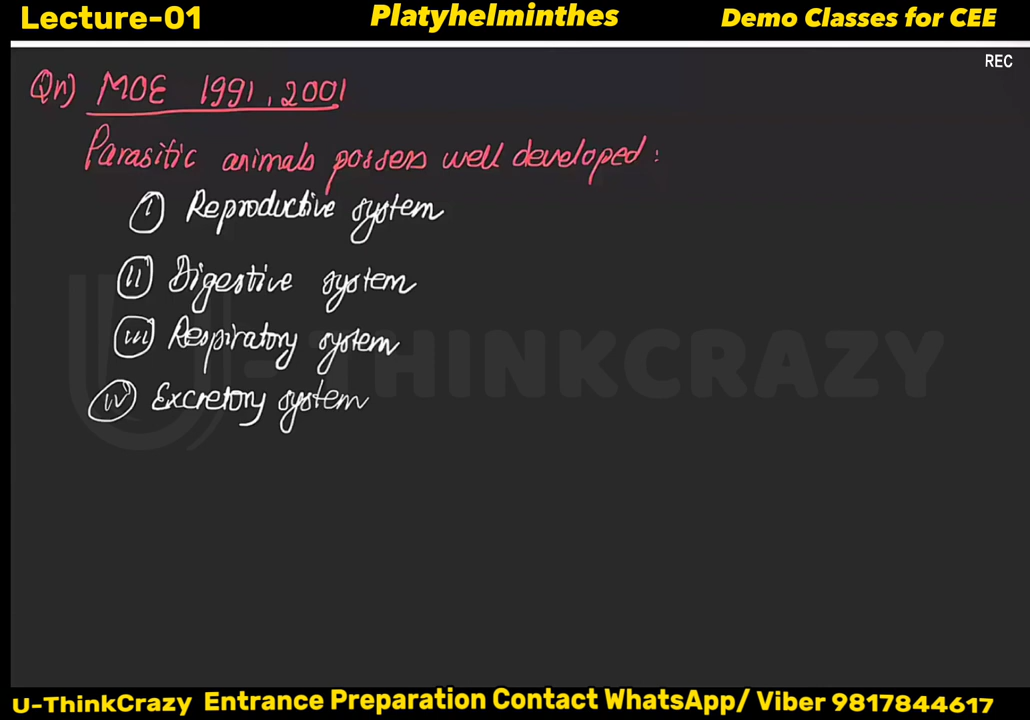 Lecture-01 Platyhelminthes Demo Classes for CEE
REC
Qn) MOE 1991, 2001
Parasitic animals possess well developed :
(i) Reproductive system
(ii) Digestive system
(iii) Respiratory system
(iv) Excretory system
U-THINKCRAZY
U-ThinkCrazy Entrance Preparation Contact WhatsApp/ Viber 9817844617